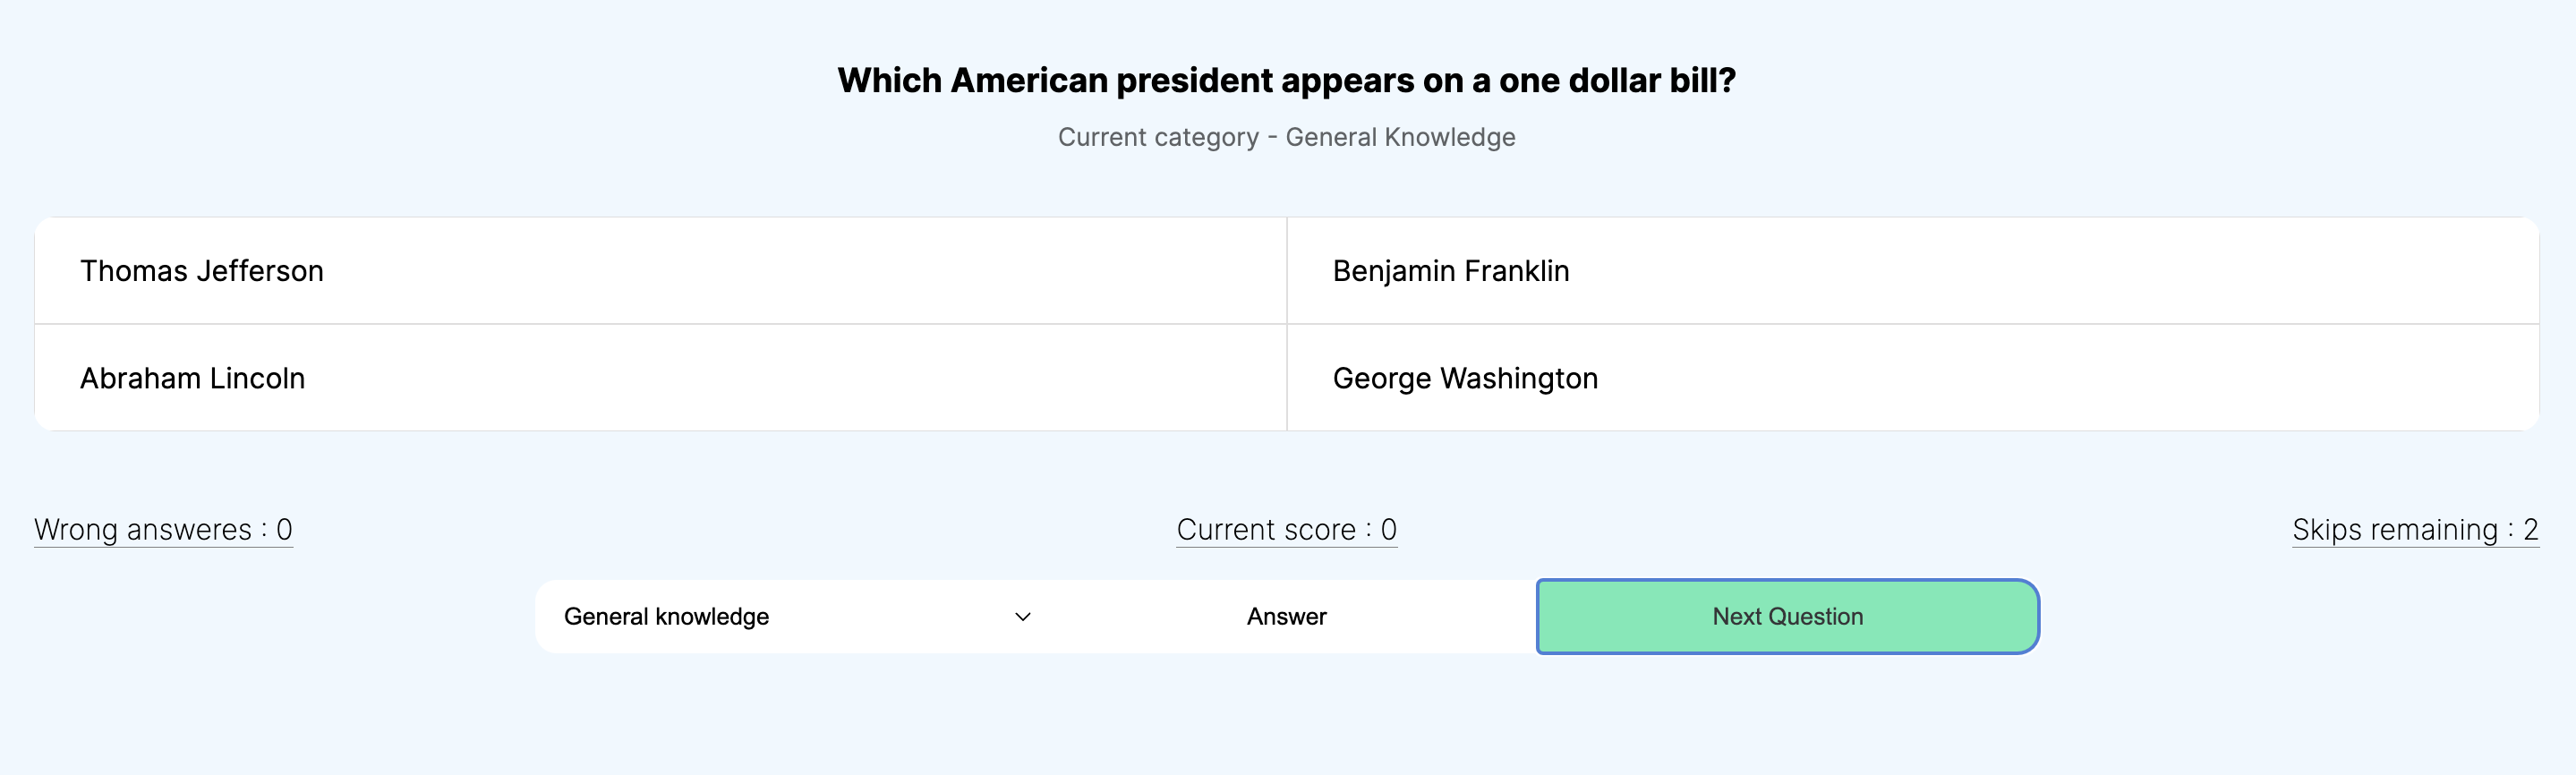 Which American president appears on a one dollar bill?
Current category - General Knowledge
Thomas Jefferson
Benjamin Franklin
Abraham Lincoln
George Washington
Wrong answeres : 0
Current score : 0
Skips remaining : 2
General knowledge
Answer
Next Question